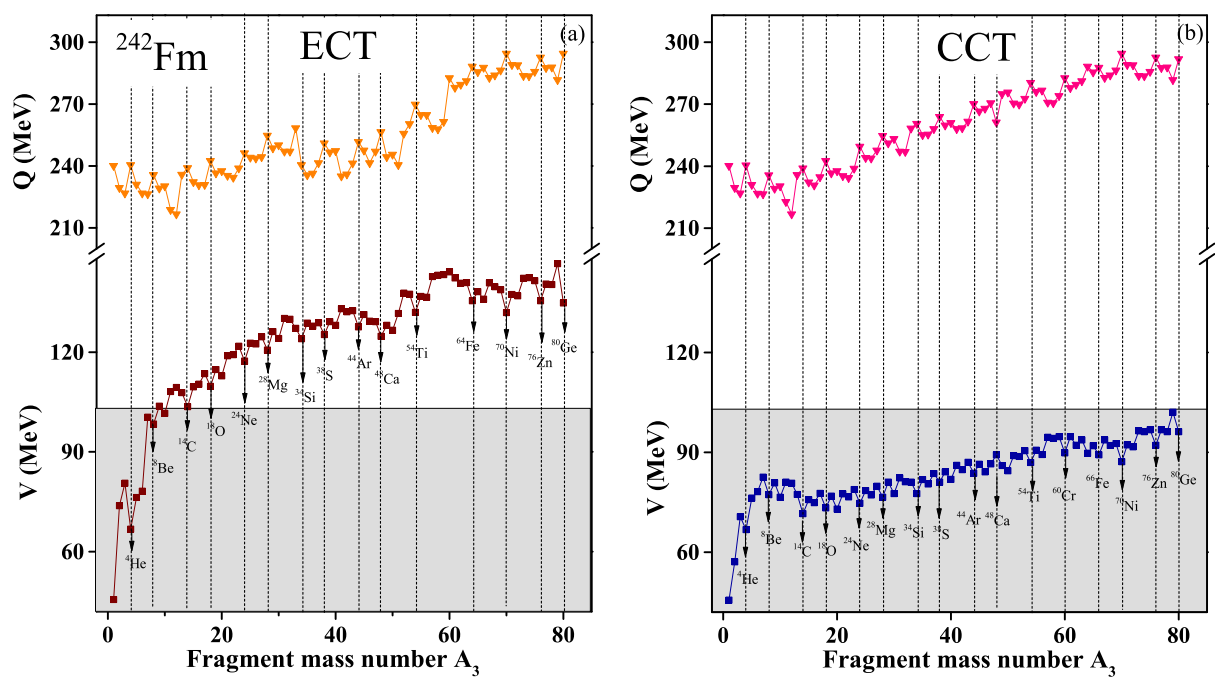 ²⁴²Fm
ECT
(a)
300
270
240
210
Q (MeV)
120
90
60
V (MeV)
⁴He
⁸Be
¹⁴C
¹⁸O
²⁴Ne
²⁸Mg
³⁴Si
³⁸S
⁴⁴Ar
⁴⁸Ca
⁵⁴Ti
⁶⁴Fe
⁷⁰Ni
⁷⁶Zn
⁸⁰Ge
0 20 40 60 80
Fragment mass number A₃
CCT
(b)
300
270
240
210
Q (MeV)
120
90
60
V (MeV)
⁴He
⁸Be
¹⁴C
¹⁸O
²⁴Ne
²⁸Mg
³⁴Si
³⁸S
⁴⁴Ar
⁴⁸Ca
⁵⁴Ti
⁶⁰Cr
⁶⁶Fe
⁷⁰Ni
⁷⁶Zn
⁸⁰Ge
0 20 40 60 80
Fragment mass number A₃